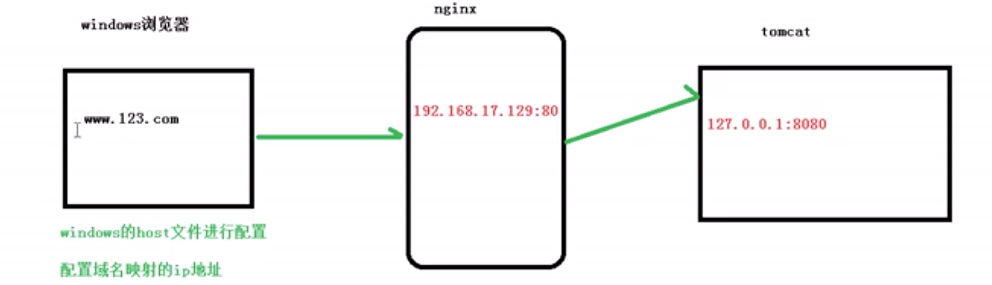 windows浏览器
nginx
tomcat
www.123.com
192.168.17.129:80
127.0.0.1:8080
windows的host文件进行配置
配置域名映射的ip地址